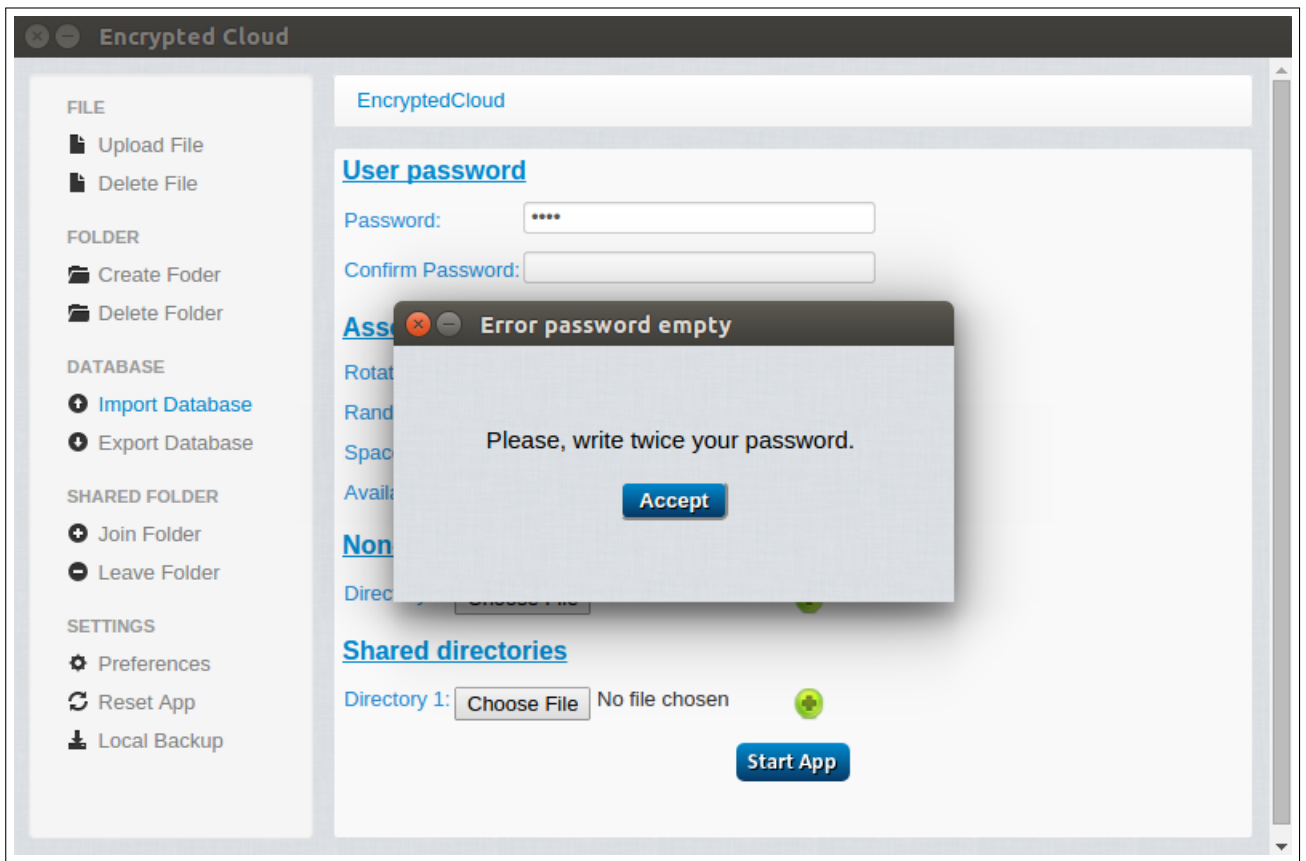 Encrypted Cloud
FILE
Upload File
Delete File
FOLDER
Create Foder
Delete Folder
DATABASE
Import Database
Export Database
SHARED FOLDER
Join Folder
Leave Folder
SETTINGS
Preferences
Reset App
Local Backup
EncryptedCloud
User password
Password: ••••
Confirm Password:
Error password empty
Please, write twice your password.
Accept
Shared directories
Directory 1: Choose File No file chosen
Start App